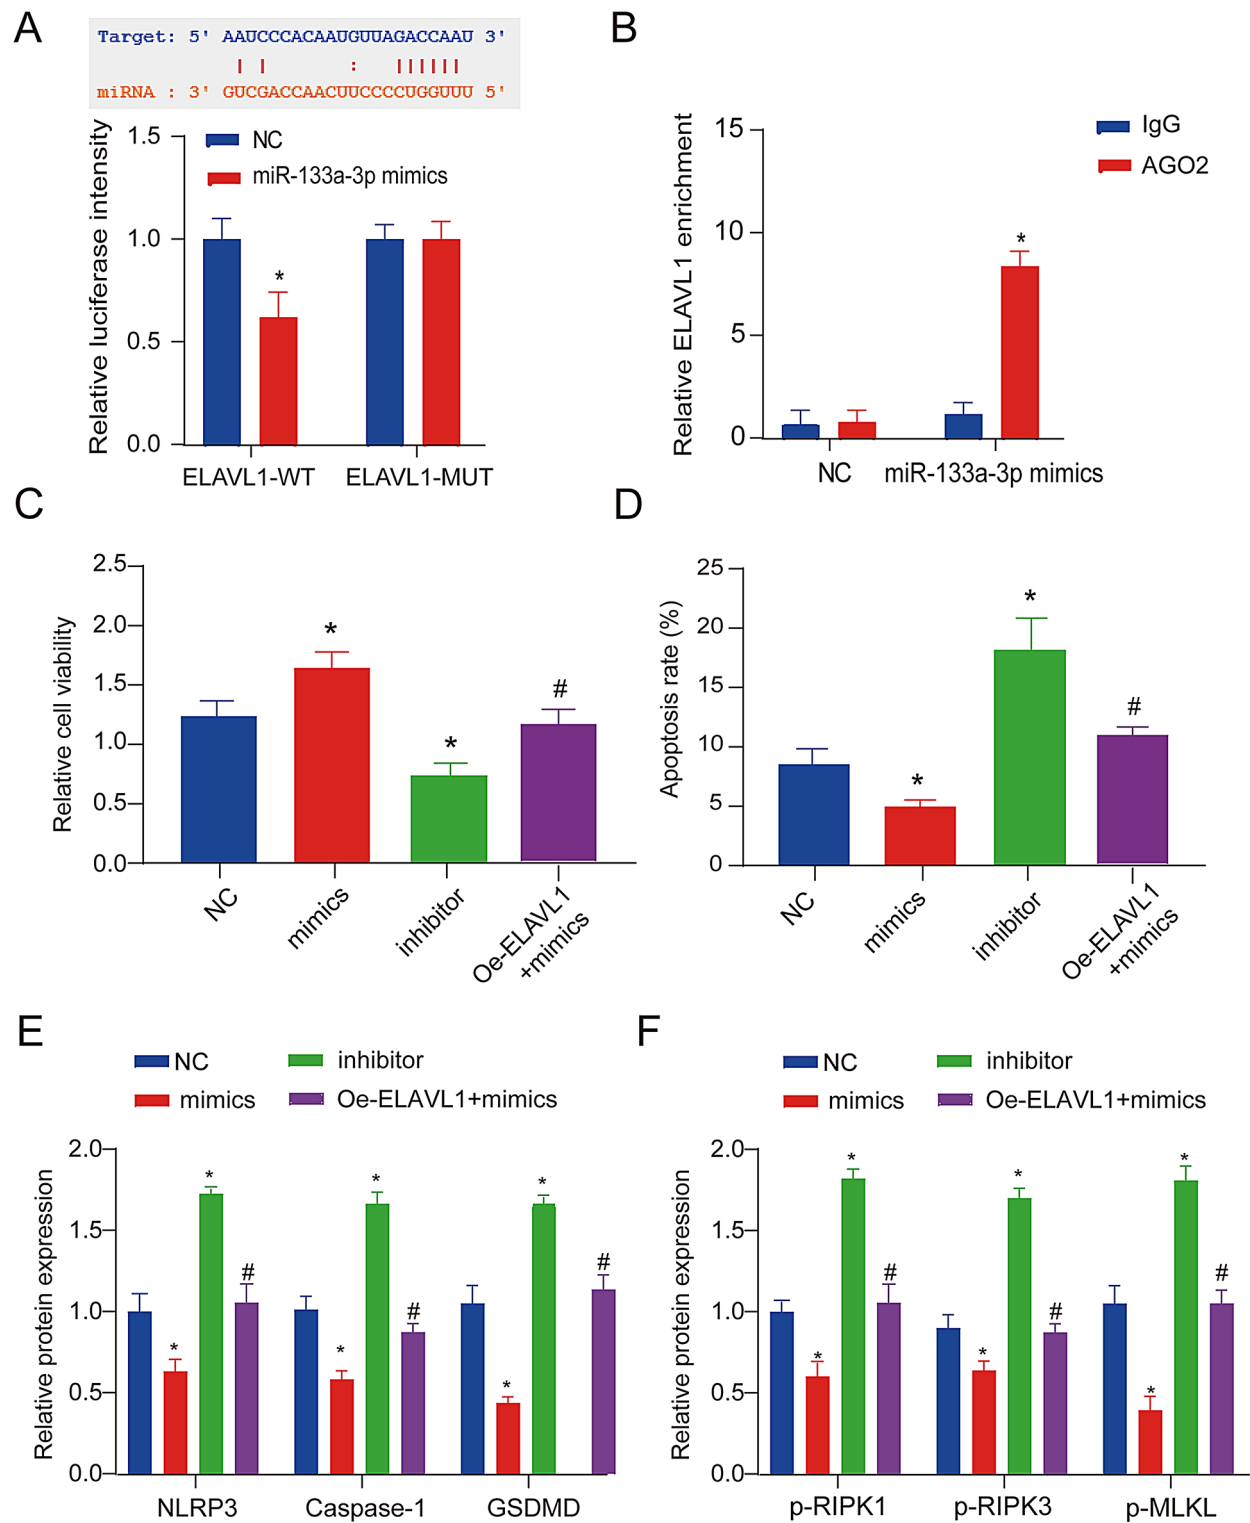 A
Target: 5' AAUCCCACAAUGUUAGACCAAU 3'
miRNA : 3' GUCGACCAACUUCCCCUGGUUU 5'
NC
miR-133a-3p mimics
Relative luciferase intensity
1.5
1.0
0.5
0.0
*
ELAVL1-WT
ELAVL1-MUT
B
IgG
AGO2
Relative ELAVL1 enrichment
15
10
5
0
*
NC
miR-133a-3p mimics
C
Relative cell viability
2.5
2.0
1.5
1.0
0.5
0.0
*
*
#
NC
mimics
inhibitor
Oe-ELAVL1
+mimics
D
Apoptosis rate (%)
25
20
15
10
5
0
*
*
#
NC
mimics
inhibitor
Oe-ELAVL1
+mimics
E
NC
inhibitor
mimics
Oe-ELAVL1+mimics
Relative protein expression
2.0
1.5
1.0
0.5
0.0
* * # * * # * * #
NLRP3
Caspase-1
GSDMD
F
NC
inhibitor
mimics
Oe-ELAVL1+mimics
Relative protein expression
2.0
1.5
1.0
0.5
0.0
* * # * * # * * #
p-RIPK1
p-RIPK3
p-MLKL